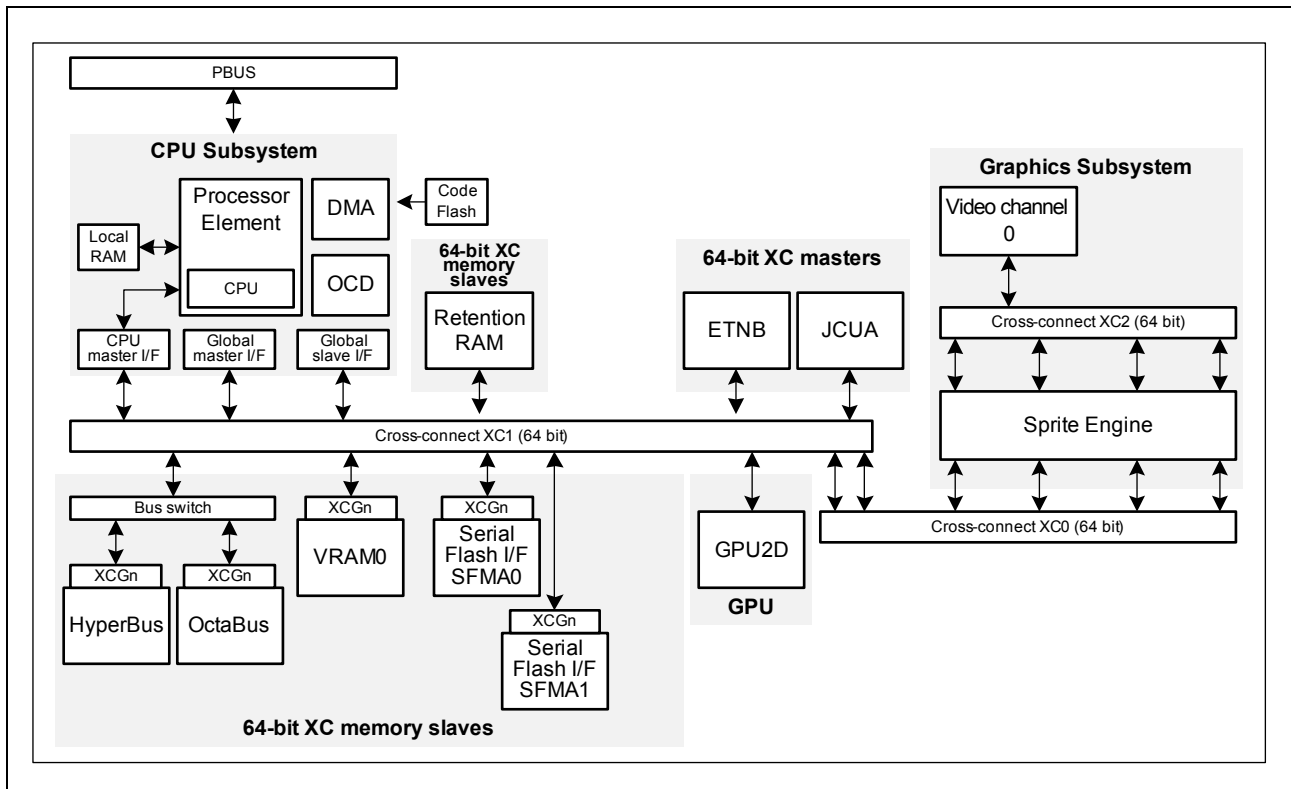 PBUS
CPU Subsystem
Processor
Element
CPU
DMA
OCD
Code
Flash
Local
RAM
CPU
master I/F
Global
master I/F
Global
slave I/F
64-bit XC
memory
slaves
Retention
RAM
64-bit XC masters
ETNB
JCUA
Graphics Subsystem
Video channel
0
Cross-connect XC2 (64 bit)
Sprite Engine
Cross-connect XC1 (64 bit)
Cross-connect XC0 (64 bit)
Bus switch
XCGn
HyperBus
XCGn
OctaBus
XCGn
VRAM0
XCGn
Serial
Flash I/F
SFMA0
XCGn
Serial
Flash I/F
SFMA1
GPU2D
GPU
64-bit XC memory slaves